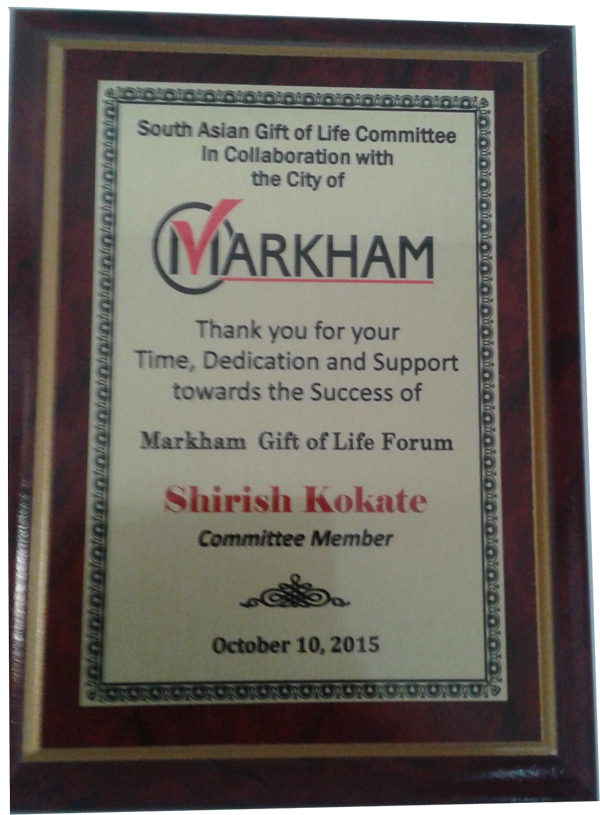 South Asian Gift of Life Committee
In Collaboration with
the City of
MARKHAM
Thank you for your
Time, Dedication and Support
towards the Success of
Markham Gift of Life Forum
Shirish Kokate
Committee Member
October 10, 2015